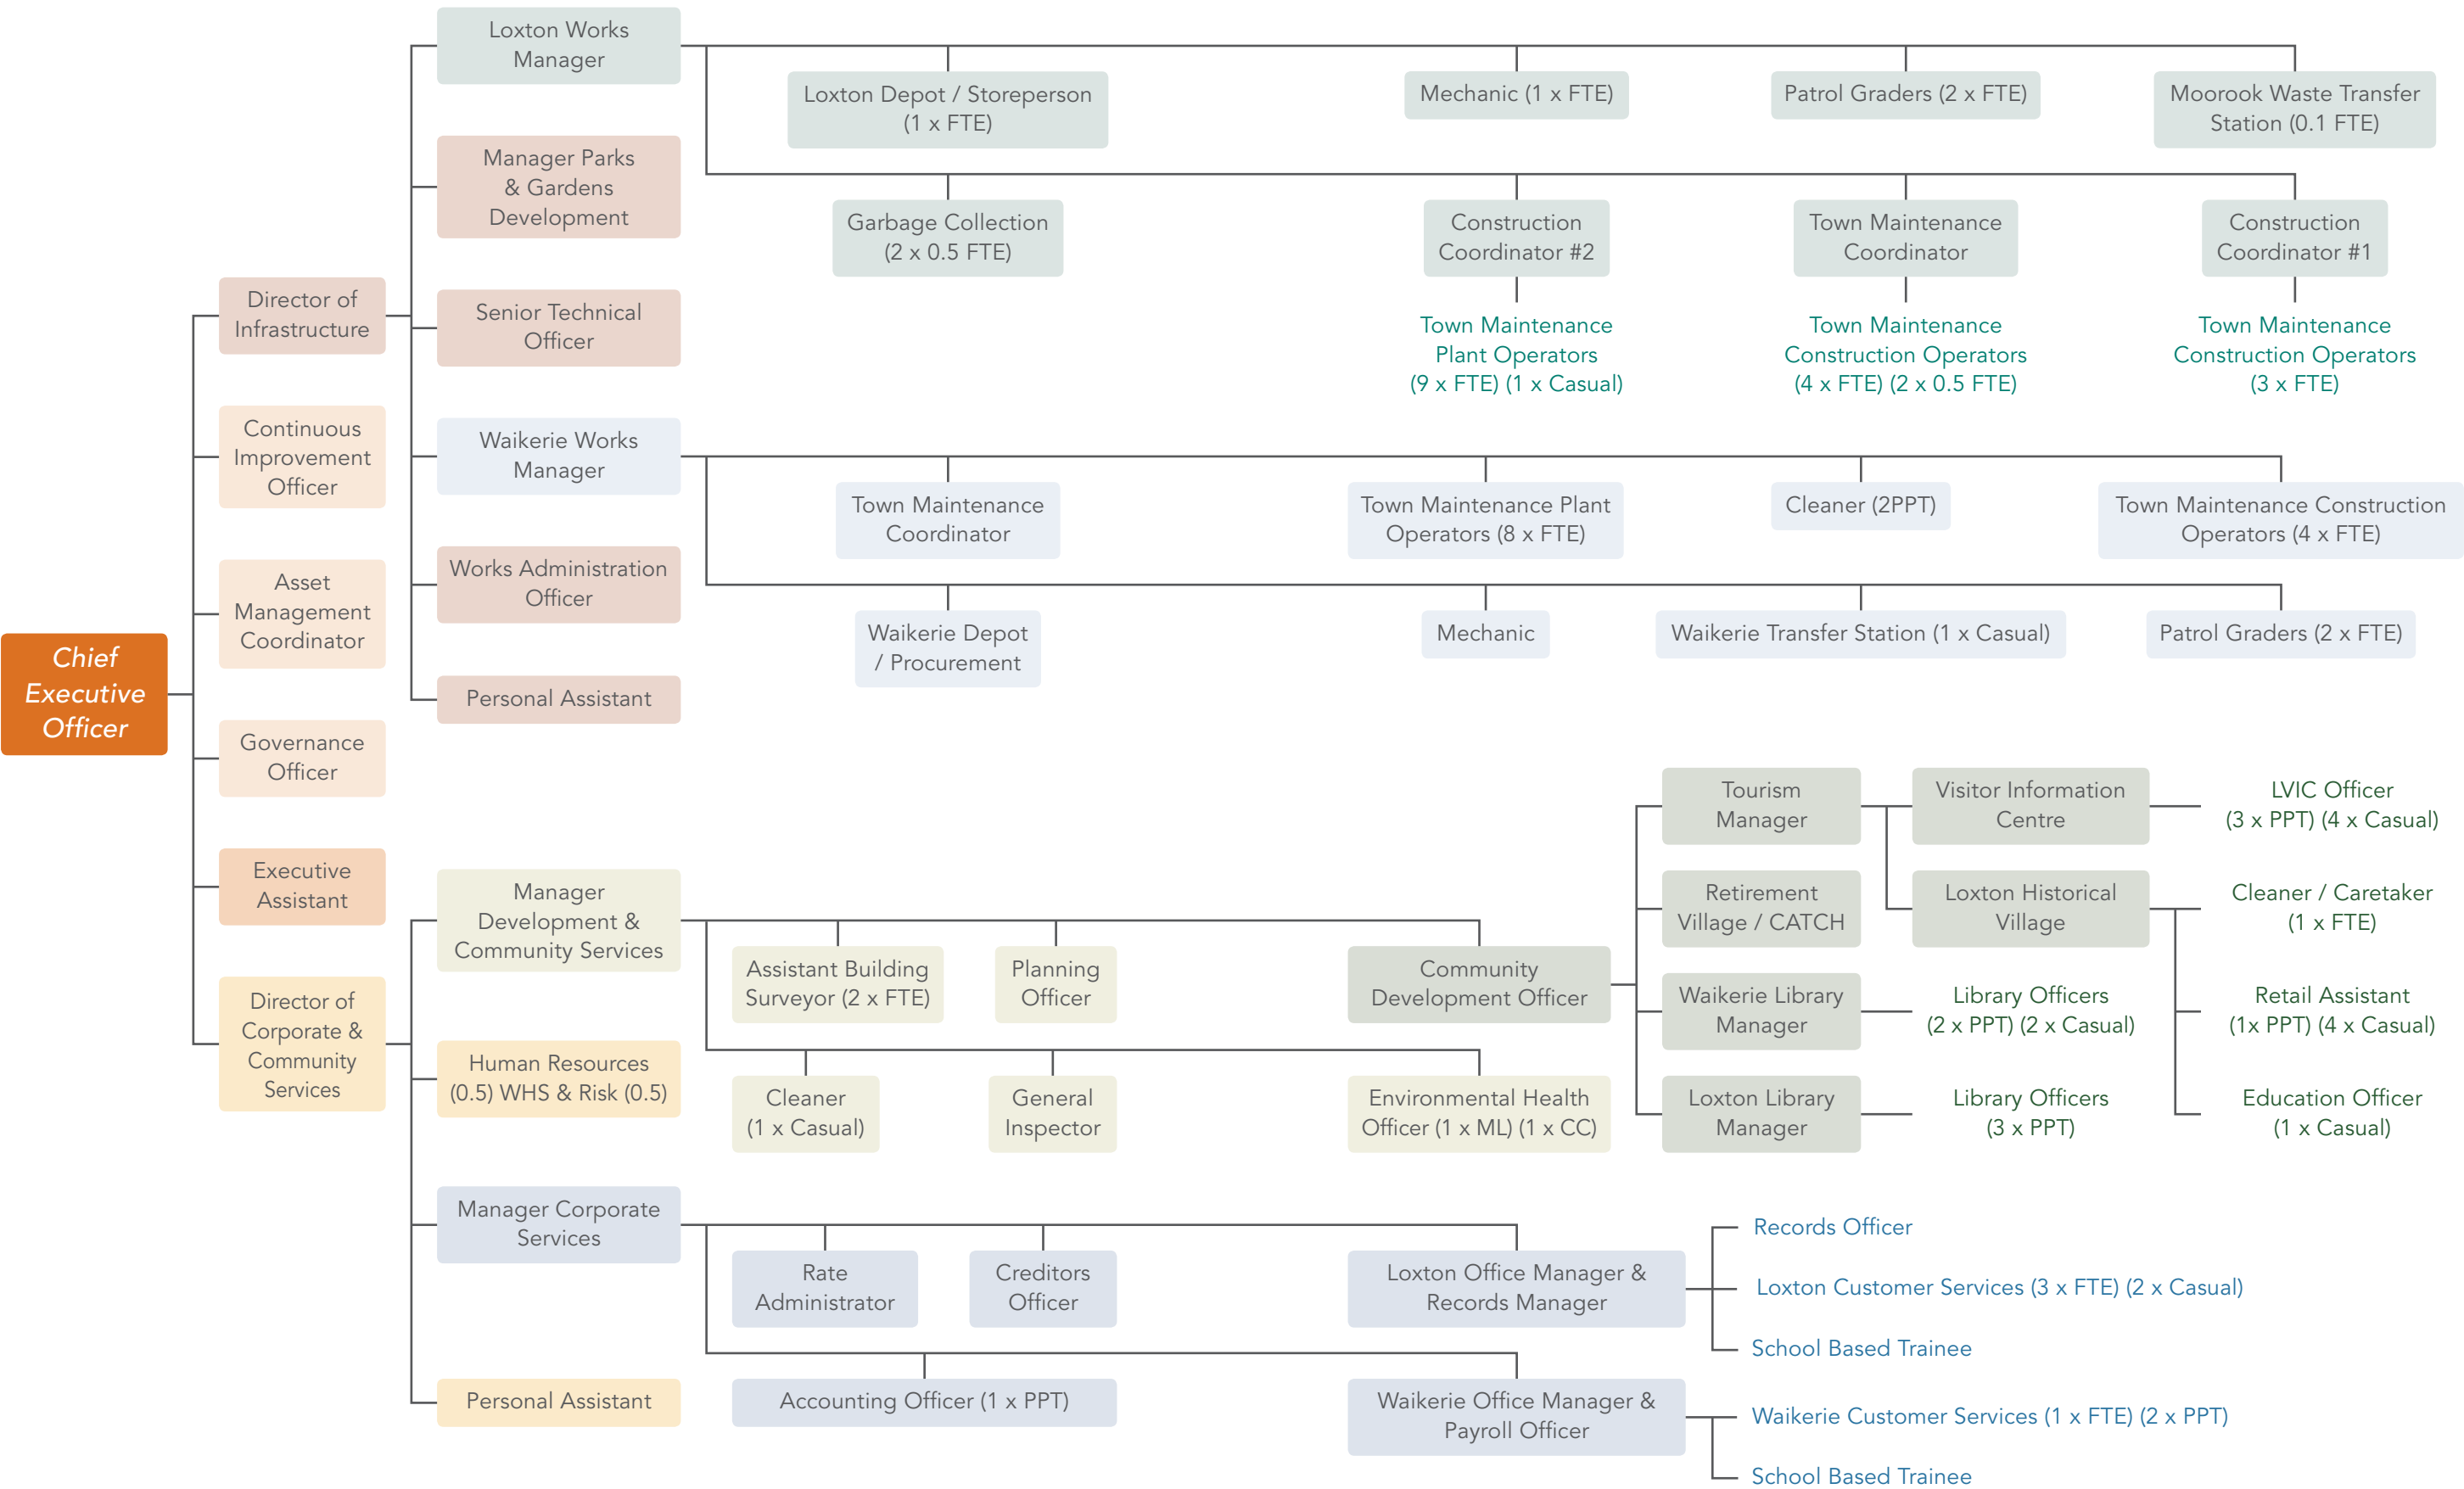 Loxton Works
Manager
Loxton Depot / Storeperson
(1 x FTE)
Mechanic (1 x FTE)
Patrol Graders (2 x FTE)
Moorook Waste Transfer
Station (0.1 FTE)
Manager Parks
& Gardens
Development
Garbage Collection
(2 x 0.5 FTE)
Construction
Coordinator #2
Town Maintenance
Coordinator
Construction
Coordinator #1
Director of
Infrastructure
Senior Technical
Officer
Town Maintenance
Plant Operators
(9 x FTE) (1 x Casual)
Town Maintenance
Construction Operators
(4 x FTE) (2 x 0.5 FTE)
Town Maintenance
Construction Operators
(3 x FTE)
Continuous
Improvement
Officer
Waikerie Works
Manager
Town Maintenance
Coordinator
Town Maintenance Plant
Operators (8 x FTE)
Cleaner (2PPT)
Town Maintenance Construction
Operators (4 x FTE)
Asset
Management
Coordinator
Works Administration
Officer
Waikerie Depot
/ Procurement
Mechanic
Waikerie Transfer Station (1 x Casual)
Patrol Graders (2 x FTE)
Chief
Executive
Officer
Personal Assistant
Governance
Officer
Tourism
Manager
Visitor Information
Centre
LVIC Officer
(3 x PPT) (4 x Casual)
Executive
Assistant
Manager
Development &
Community Services
Retirement
Village / CATCH
Loxton Historical
Village
Cleaner / Caretaker
(1 x FTE)
Assistant Building
Surveyor (2 x FTE)
Planning
Officer
Community
Development Officer
Waikerie Library
Manager
Library Officers
(2 x PPT) (2 x Casual)
Retail Assistant
(1x PPT) (4 x Casual)
Director of
Corporate &
Community
Services
Human Resources
(0.5) WHS & Risk (0.5)
Cleaner
(1 x Casual)
General
Inspector
Environmental Health
Officer (1 x ML) (1 x CC)
Loxton Library
Manager
Library Officers
(3 x PPT)
Education Officer
(1 x Casual)
Manager Corporate
Services
Rate
Administrator
Creditors
Officer
Loxton Office Manager &
Records Manager
Records Officer
Loxton Customer Services (3 x FTE) (2 x Casual)
School Based Trainee
Personal Assistant
Accounting Officer (1 x PPT)
Waikerie Office Manager &
Payroll Officer
Waikerie Customer Services (1 x FTE) (2 x PPT)
School Based Trainee